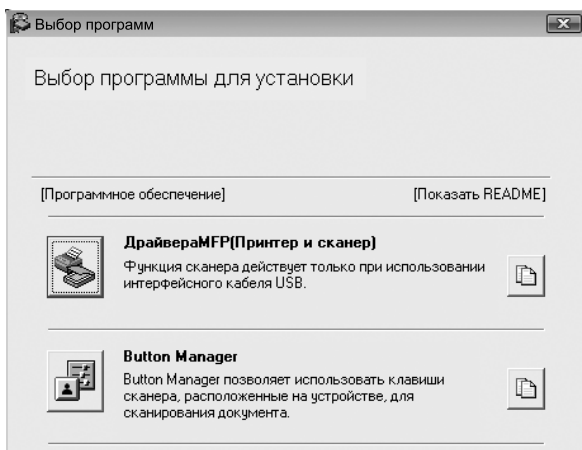 Выбор программ
Выбор программы для установки
[Программное обеспечение] [Показать README]
ДрайвераMFP(Принтер и сканер)
Функция сканера действует только при использовании
интерфейсного кабеля USB.
Button Manager
Button Manager позволяет использовать клавиши
сканера, расположенные на устройстве, для
сканирования документа.